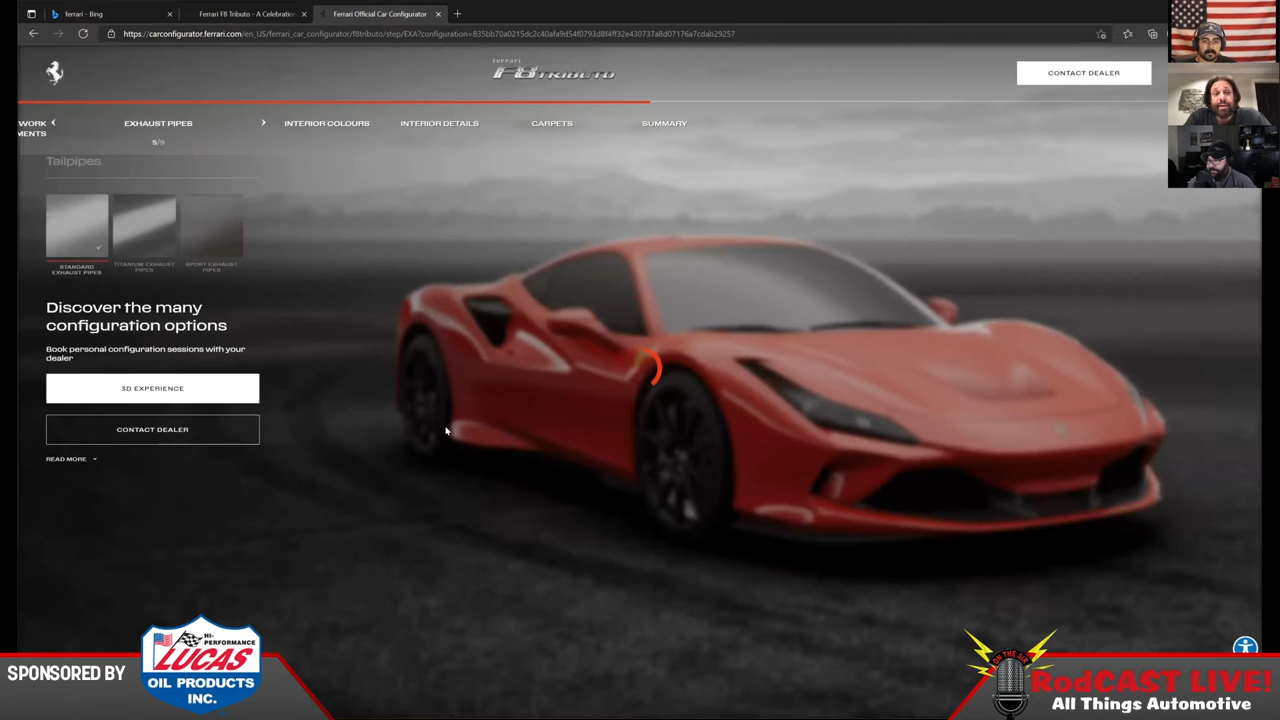 ferrari - Bing
Ferrari F8 Tributo - A Celebration
Ferrari Official Car Configurator
https://carconfigurator.ferrari.com/en_US/ferrari_car_configurator/f8tributo/step/EXA?configuration=835bb70a0215dc2c40afa9d54f0793d8f4ff32e430737a8d07176a7cdab29257
ferrari
F8 TRIBUTO
CONTACT DEALER
WORK
MENTS
EXHAUST PIPES
INTERIOR COLOURS
INTERIOR DETAILS
CARPETS
SUMMARY
5/9
Tailpipes
STANDARD
EXHAUST PIPES
TITANIUM EXHAUST
PIPES
SPORT EXHAUST
PIPES
Discover the many
configuration options
Book personal configuration sessions with your
dealer
3D EXPERIENCE
CONTACT DEALER
READ MORE
SPONSORED BY
HI-
PERFORMANCE
LUCAS
OIL PRODUCTS
INC.
ON THE AIR
RodCAST LIVE!
All Things Automotive